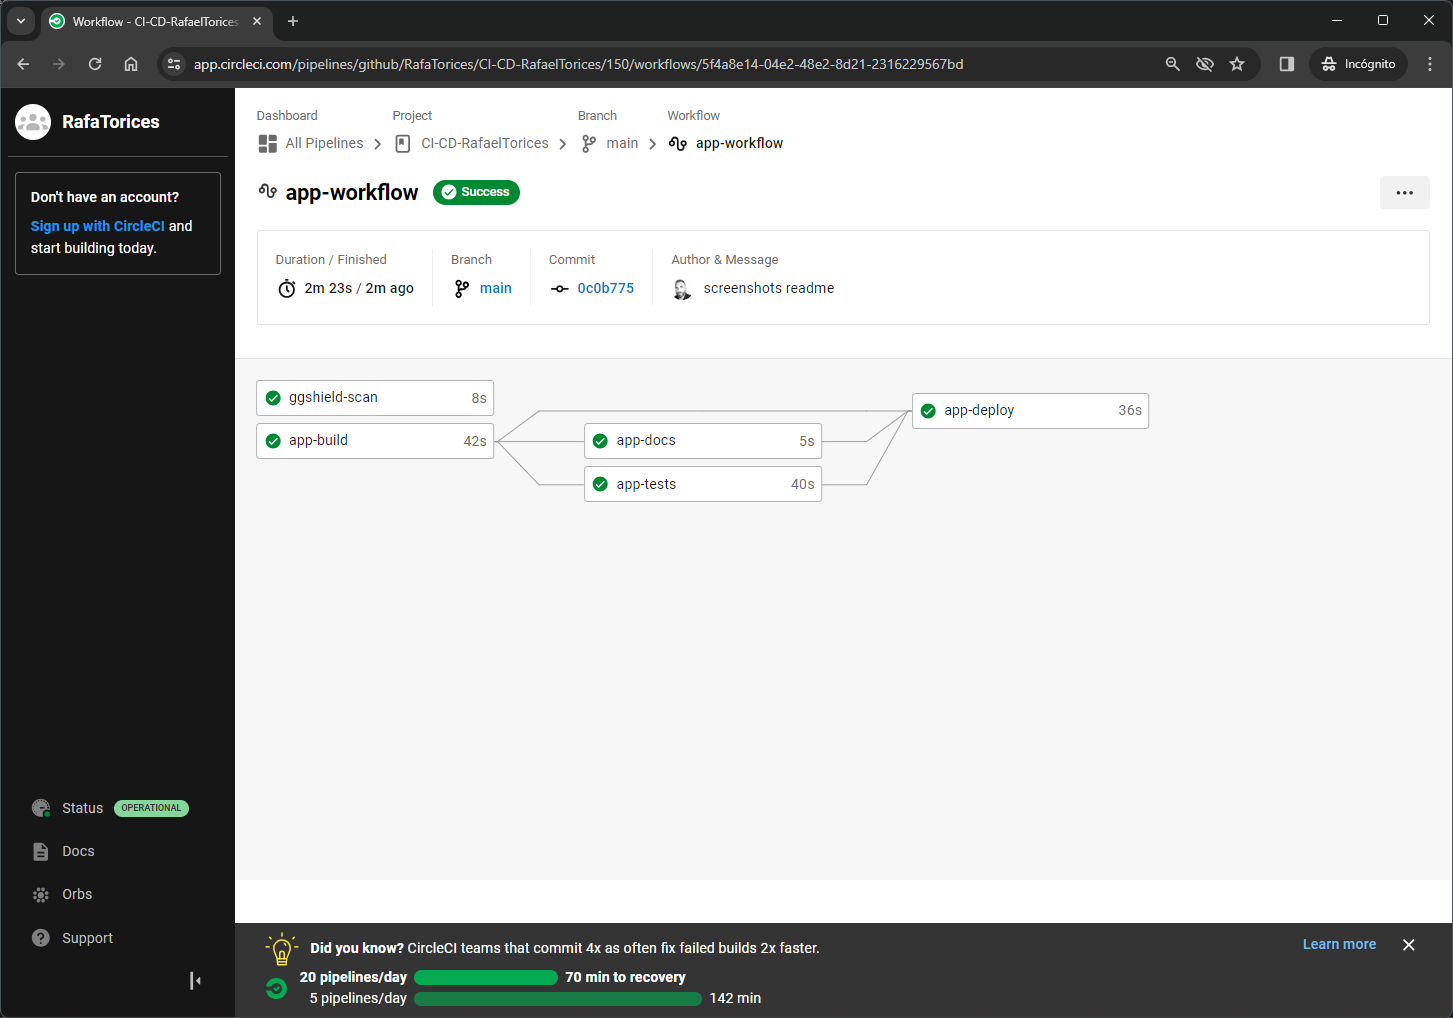 Workflow - CI-CD-RafaelTorices
app.circleci.com/pipelines/github/RafaTorices/CI-CD-RafaelTorices/150/workflows/5f4a8e14-04e2-48e2-8d21-2316229567bd
Incógnito
RafaTorices
Don't have an account?
Sign up with CircleCI and
start building today.
Status OPERATIONAL
Docs
Orbs
Support
Dashboard Project Branch Workflow
All Pipelines CI-CD-RafaelTorices main app-workflow
app-workflow Success
Duration / Finished Branch Commit Author & Message
2m 23s / 2m ago main 0c0b775 screenshots readme
ggshield-scan 8s
app-build 42s
app-docs 5s
app-tests 40s
app-deploy 36s
Did you know? CircleCI teams that commit 4x as often fix failed builds 2x faster.
Learn more
20 pipelines/day 70 min to recovery
5 pipelines/day 142 min